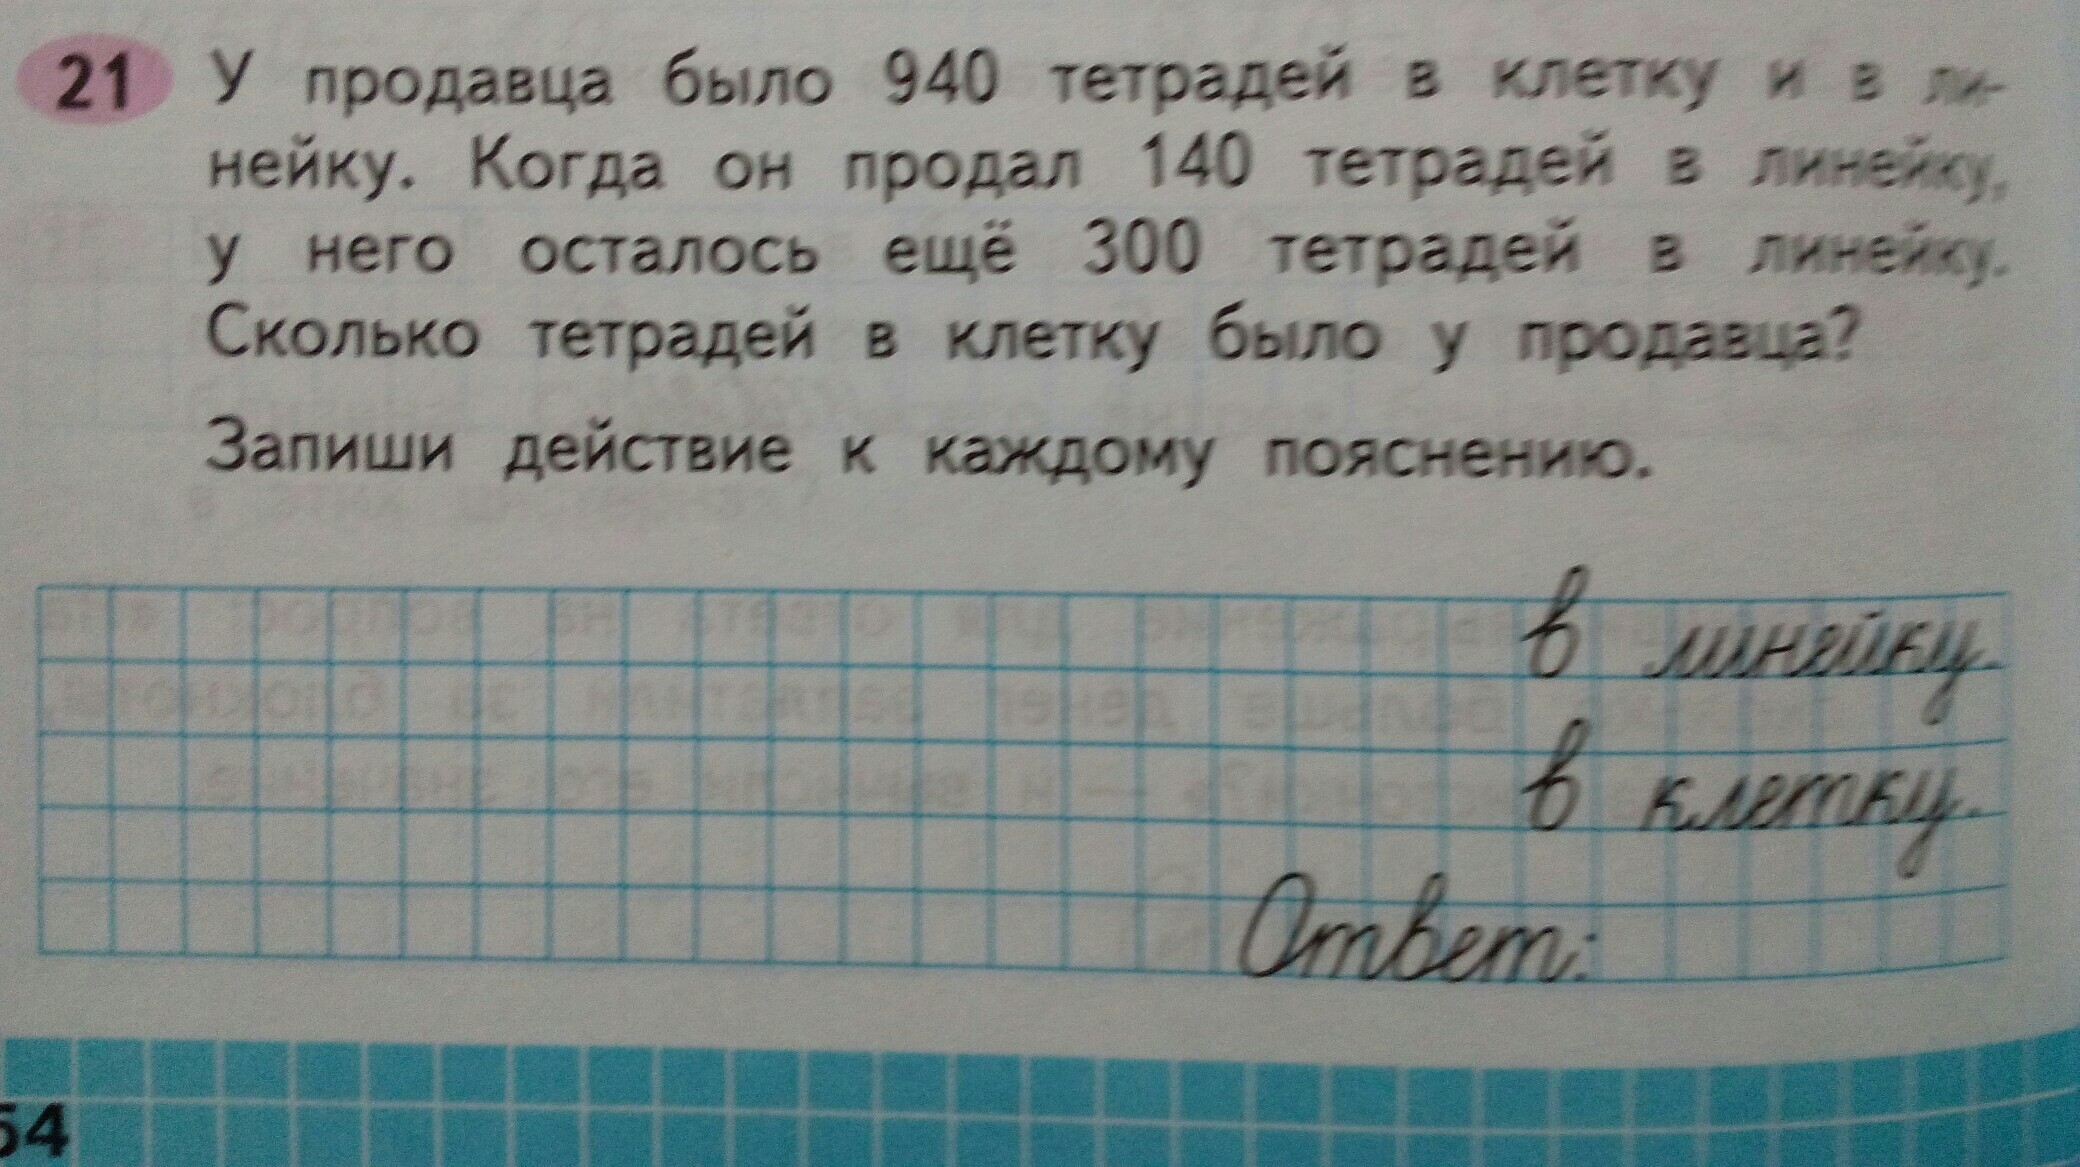 21 У продавца было 940 тетрадей в клетку и в ли-
нейку. Когда он продал 140 тетрадей в линейку,
у него осталось ещё 300 тетрадей в линейку.
Сколько тетрадей в клетку было у продавца?
Запиши действие к каждому пояснению.
в линейку.
в клетку.
Ответ:
54